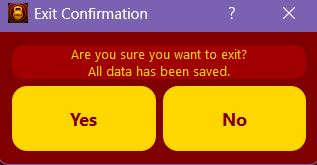 Exit Confirmation ?
Are you sure you want to exit?
All data has been saved.
Yes No